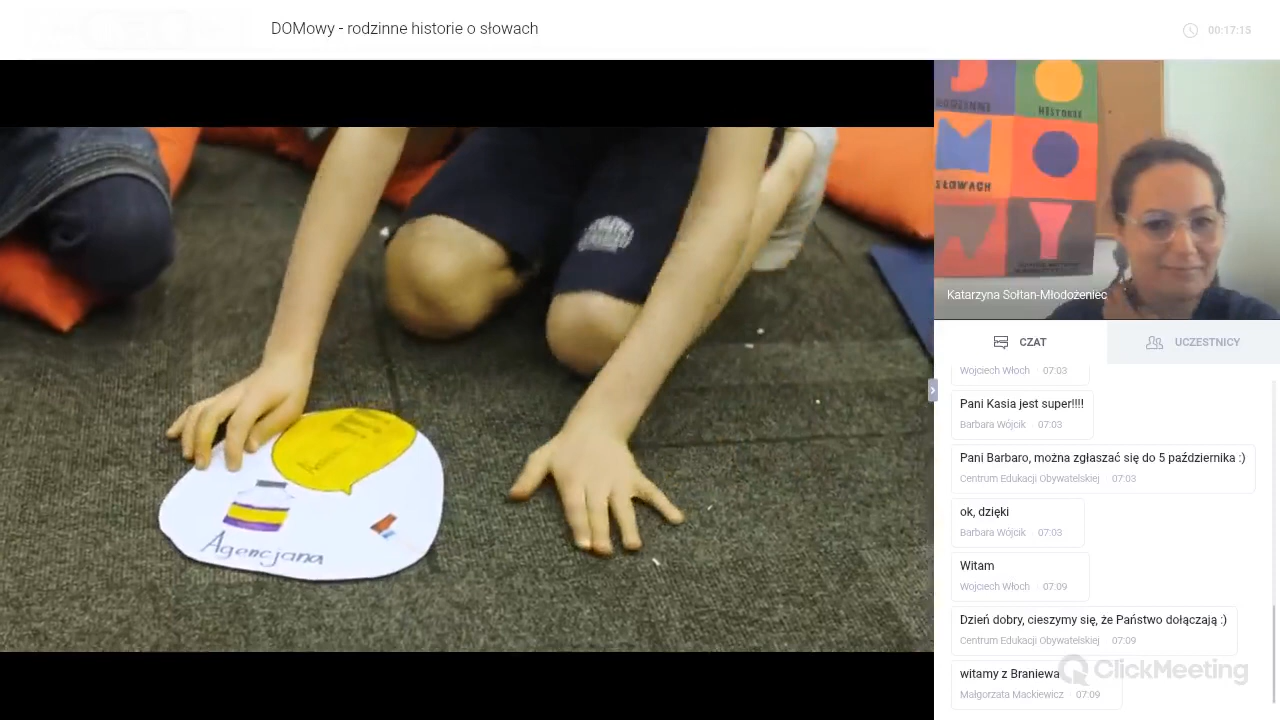 DOMowy - rodzinne historie o słowach
00:17:15
RODZINNE
HISTORIE
SŁOWACH
Katarzyna Sołtan-Młodożeniec
Agencjana
CZAT
UCZESTNICY
Wojciech Włoch · 07:03
Pani Kasia jest super!!!!
Barbara Wójcik · 07:03
Pani Barbaro, można zgłaszać się do 5 października :)
Centrum Edukacji Obywatelskiej · 07:03
ok, dzięki
Barbara Wójcik · 07:03
Witam
Wojciech Włoch · 07:09
Dzień dobry, cieszymy się, że Państwo dołączają :)
Centrum Edukacji Obywatelskiej · 07:09
witamy z Braniewa
Małgorzata Mackiewicz · 07:09
ClickMeeting